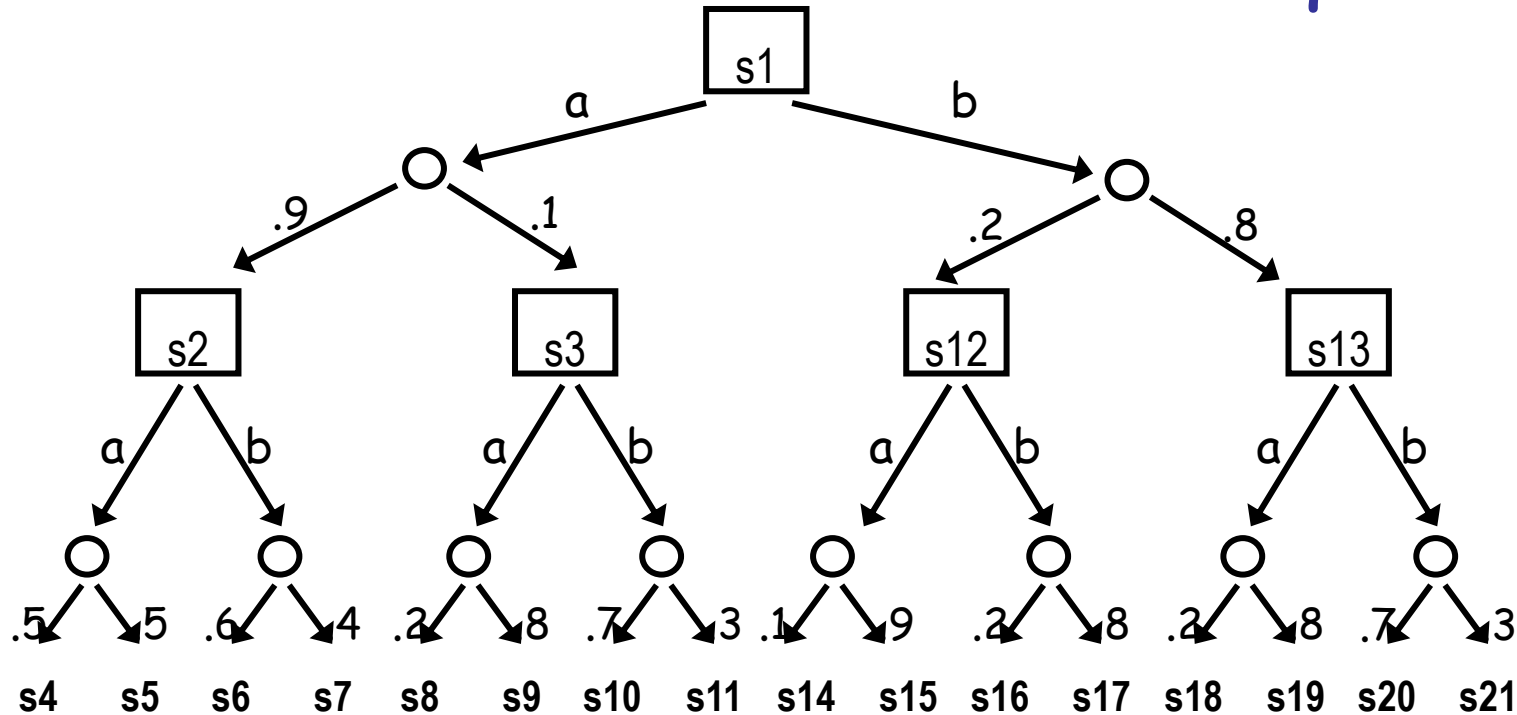 s1
a b
.9 .1 .2 .8
s2 s3 s12 s13
a b a b a b a b
.5 .5 .6 .4 .2 .8 .7 .3 .1 .9 .2 .8 .2 .8 .7 .3
s4 s5 s6 s7 s8 s9 s10 s11 s14 s15 s16 s17 s18 s19 s20 s21